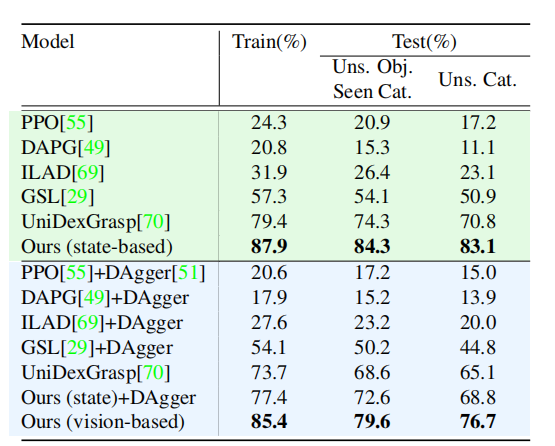 Model Train(%) Test(%)
Uns. Obj. Seen Cat. Uns. Cat.
PPO[55] 24.3 20.9 17.2
DAPG[49] 20.8 15.3 11.1
ILAD[69] 31.9 26.4 23.1
GSL[29] 57.3 54.1 50.9
UniDexGrasp[70] 79.4 74.3 70.8
Ours (state-based) 87.9 84.3 83.1
PPO[55]+DAgger[51] 20.6 17.2 15.0
DAPG[49]+DAgger 17.9 15.2 13.9
ILAD[69]+DAgger 27.6 23.2 20.0
GSL[29]+DAgger 54.1 50.2 44.8
UniDexGrasp[70] 73.7 68.6 65.1
Ours (state)+DAgger 77.4 72.6 68.8
Ours (vision-based) 85.4 79.6 76.7